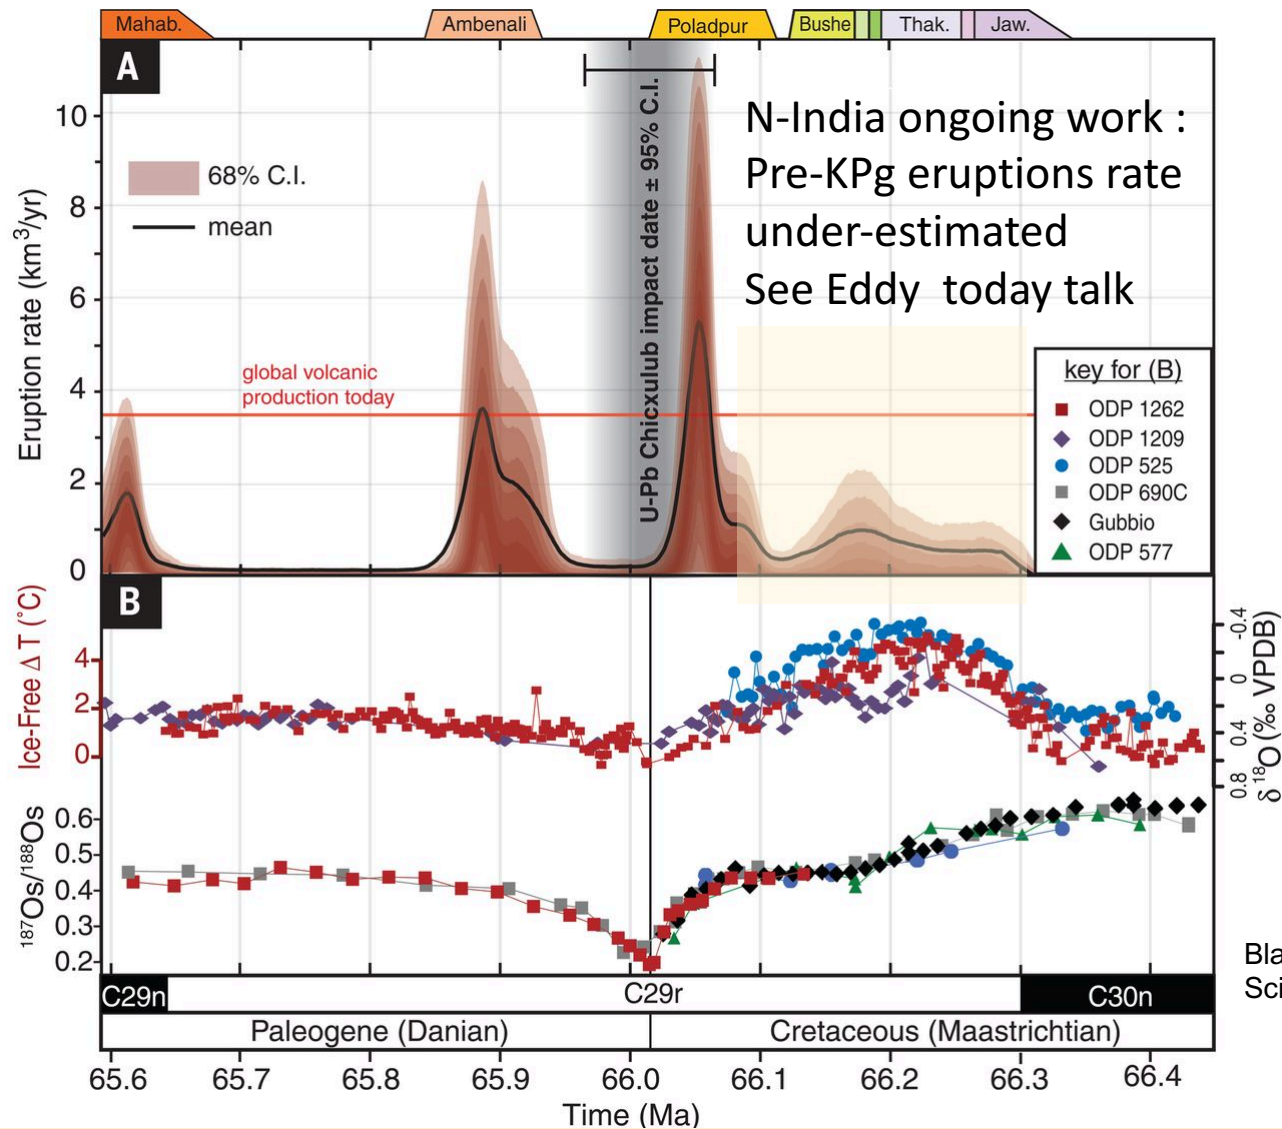 Mahab.
Ambenali
Poladpur
Bushe
Thak.
Jaw.
A
N-India ongoing work :
Pre-KPg eruptions rate
under-estimated
See Eddy  today talk
68% C.I.
mean
U-Pb Chicxulub impact date ± 95% C.I.
global volcanic
production today
Eruption rate (km³/yr)
10
8
6
4
2
0
key for (B)
ODP 1262
ODP 1209
ODP 525
ODP 690C
Gubbio
ODP 577
B
Ice-Free Δ T (˚C)
4
2
0
-0.4
0
0.4
0.8
δ¹⁸O (‰ VPDB)
¹⁸⁷Os/¹⁸⁸Os
0.6
0.5
0.4
0.3
0.2
Bla
Sci
C29n
C29r
C30n
Paleogene (Danian)
Cretaceous (Maastrichtian)
65.6 65.7 65.8 65.9 66.0 66.1 66.2 66.3 66.4
Time (Ma)